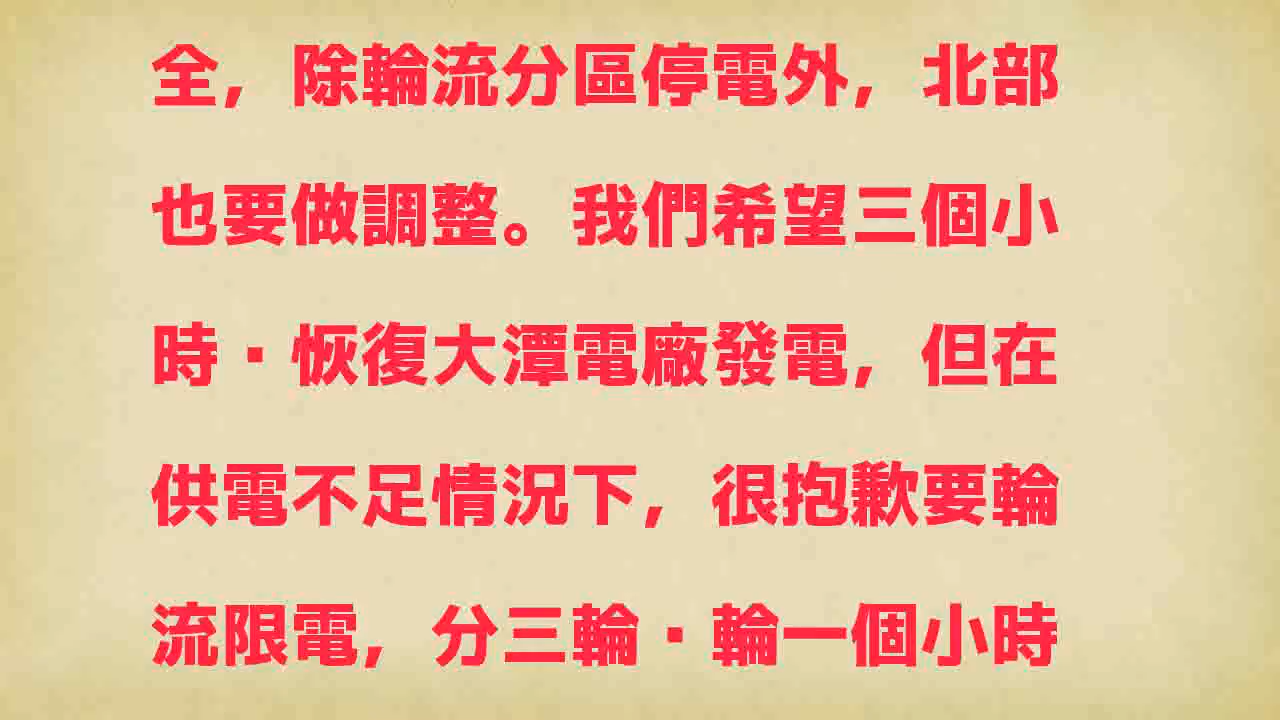 全，除輪流分區停電外，北部
也要做調整。我們希望三個小
時·恢復大潭電廠發電，但在
供電不足情況下，很抱歉要輪
流限電，分三輪·輪一個小時